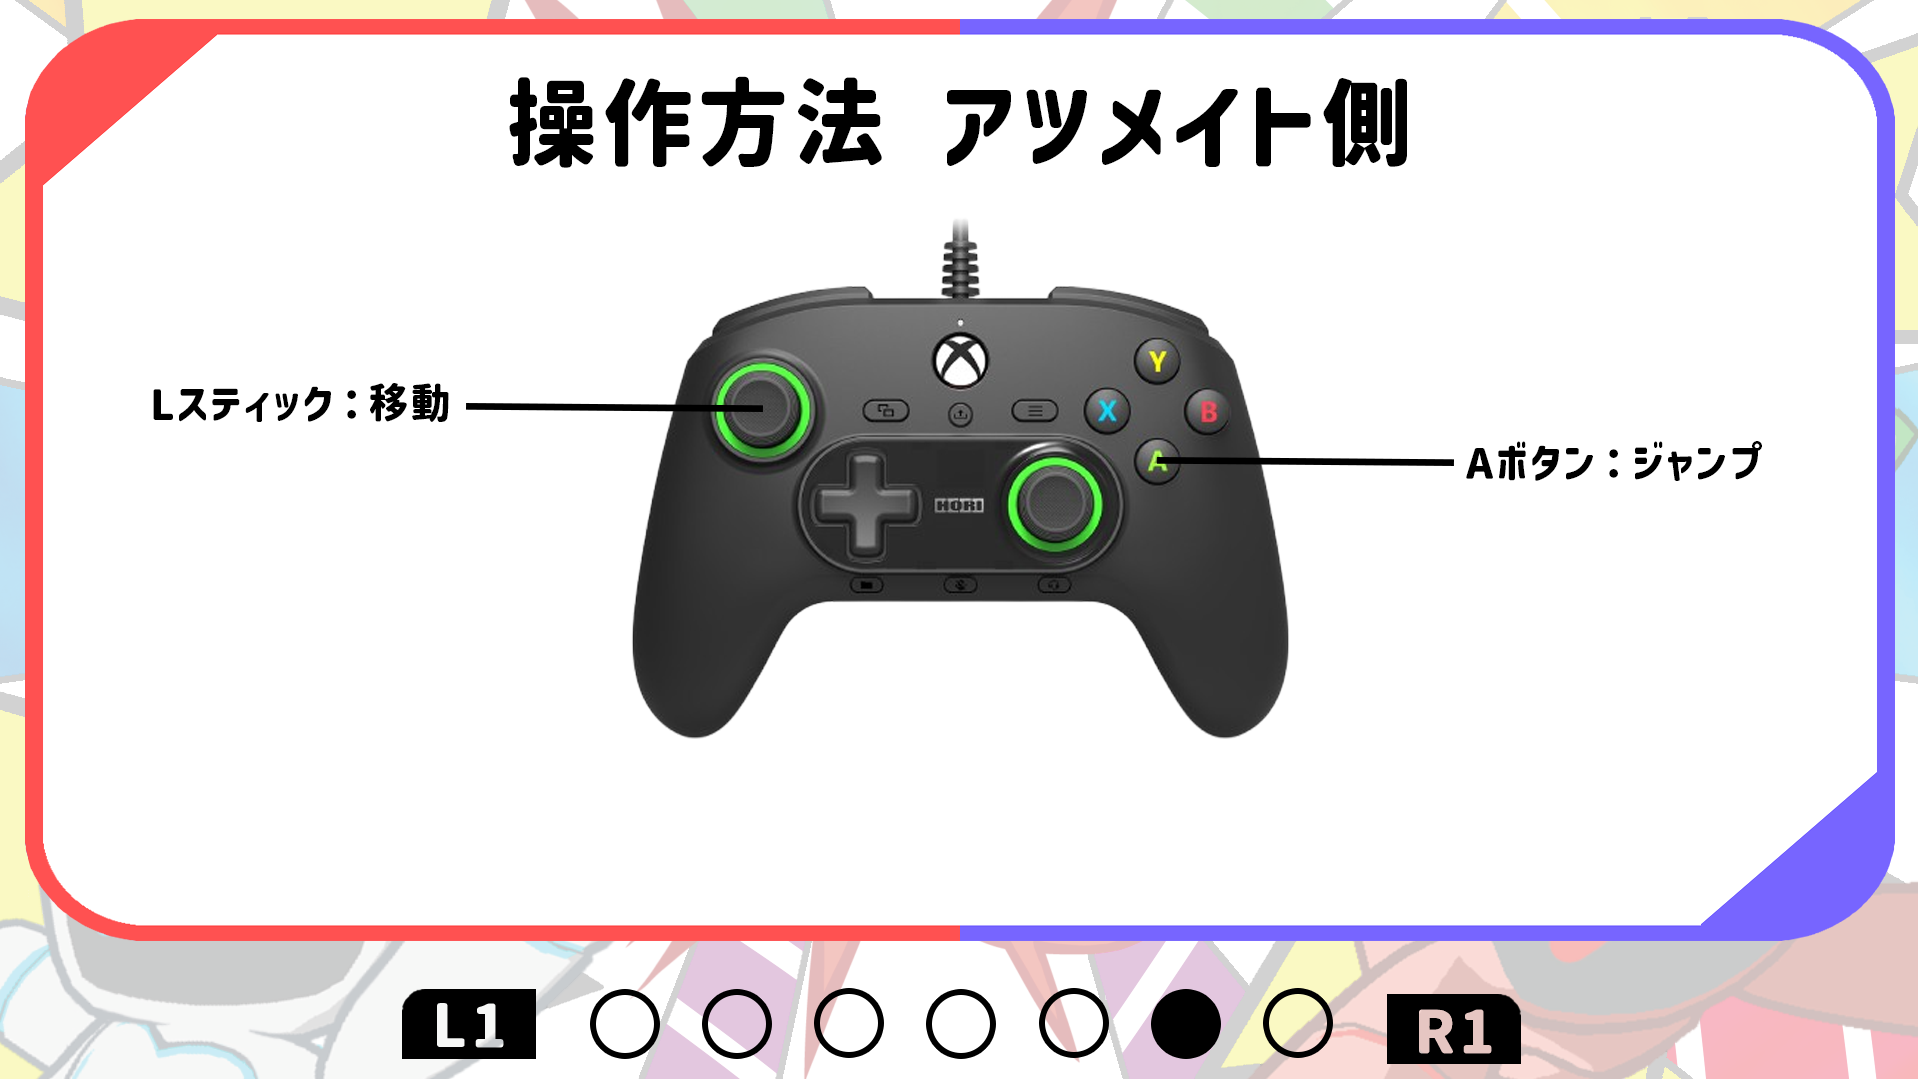 操作方法 アツメイト側
Lスティック：移動
Y
X
B
A
Aボタン：ジャンプ
HORI
L1
R1